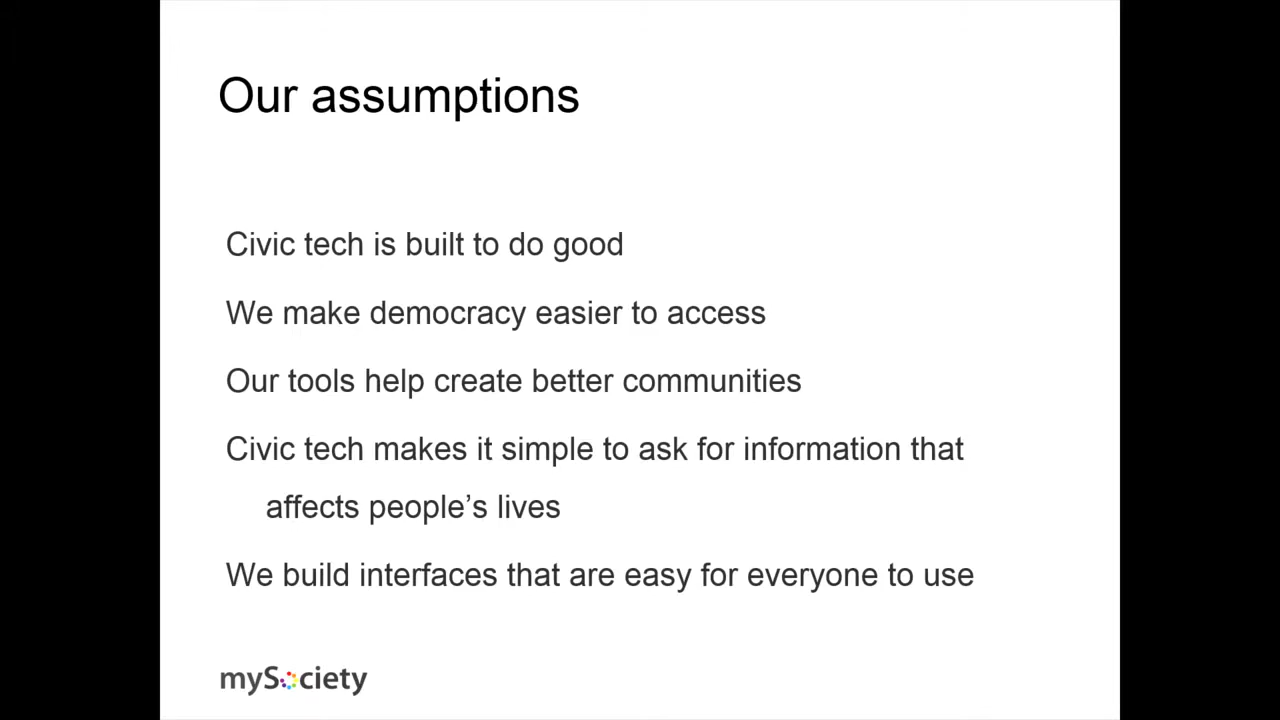 Our assumptions
Civic tech is built to do good
We make democracy easier to access
Our tools help create better communities
Civic tech makes it simple to ask for information that
affects people’s lives
We build interfaces that are easy for everyone to use
mySociety